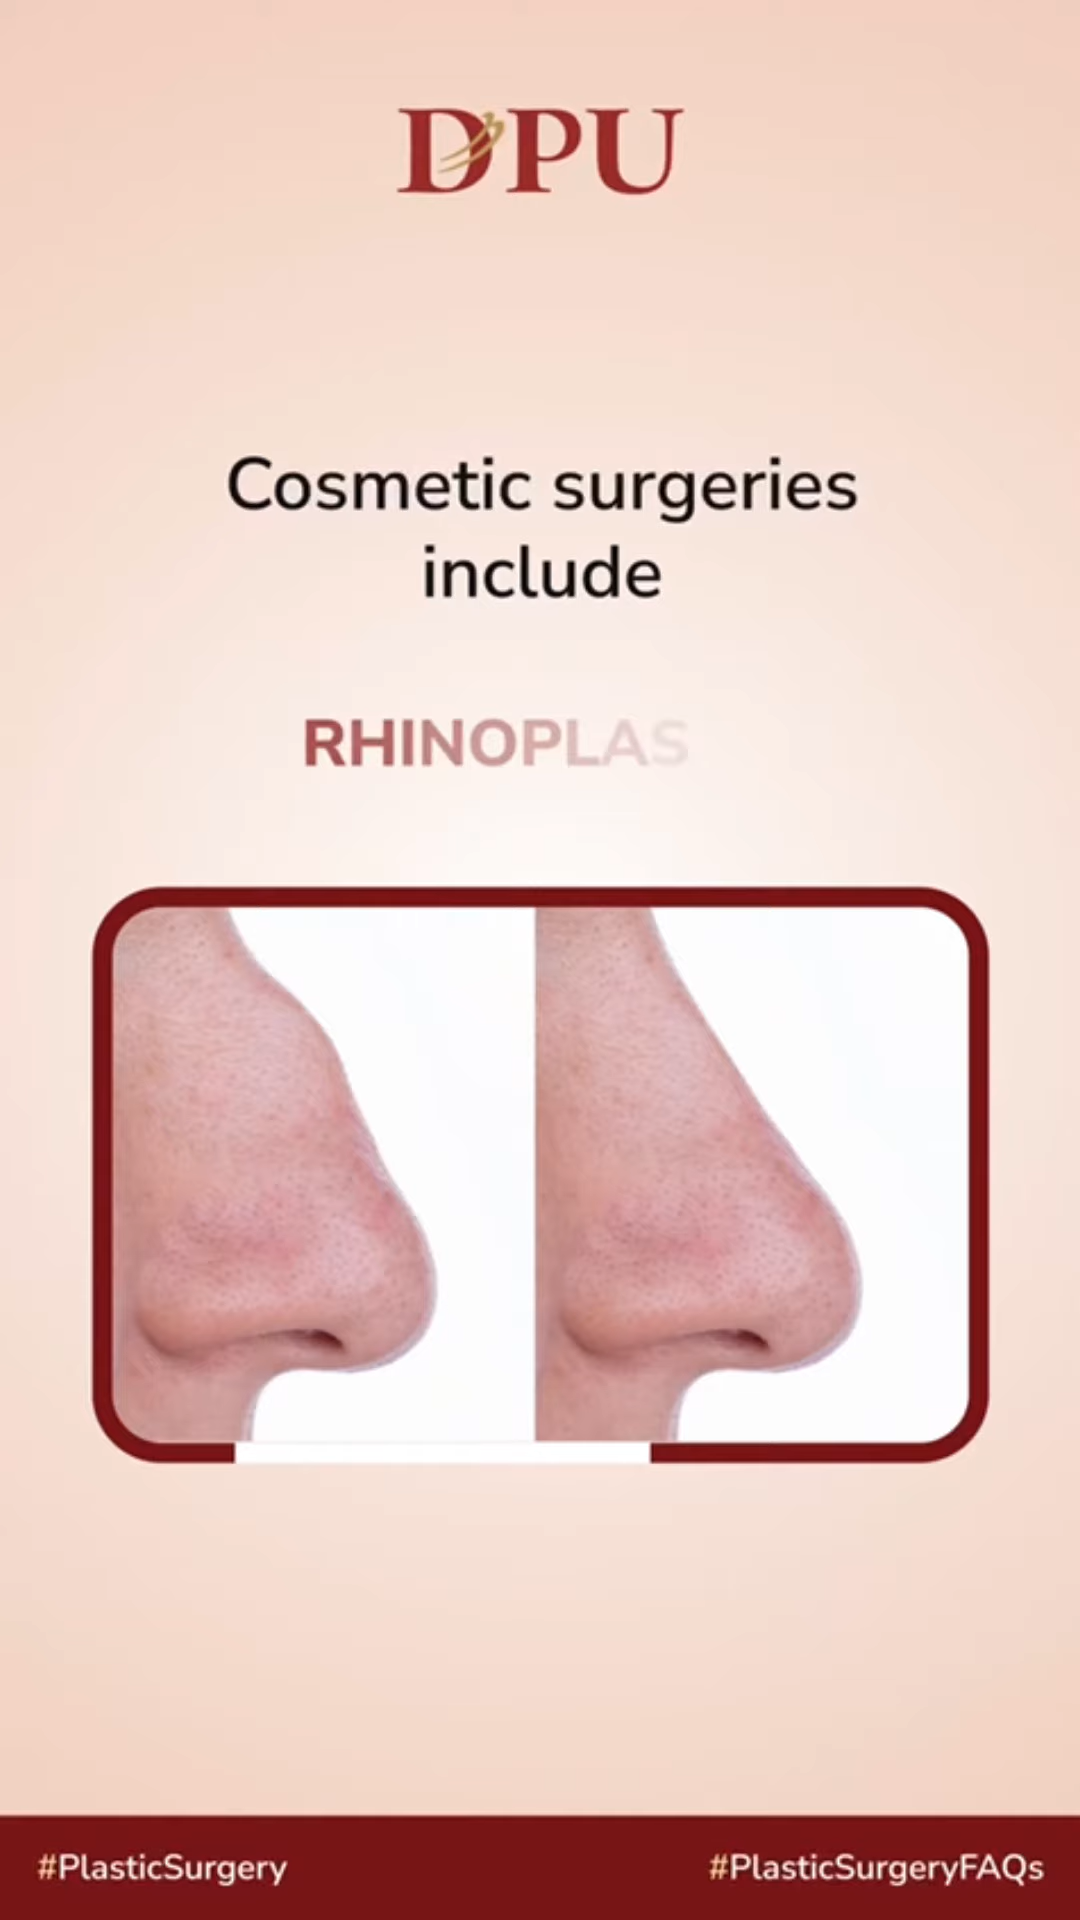 DPU
Cosmetic surgeries
include
RHINOPLAS
#PlasticSurgery
#PlasticSurgeryFAQs